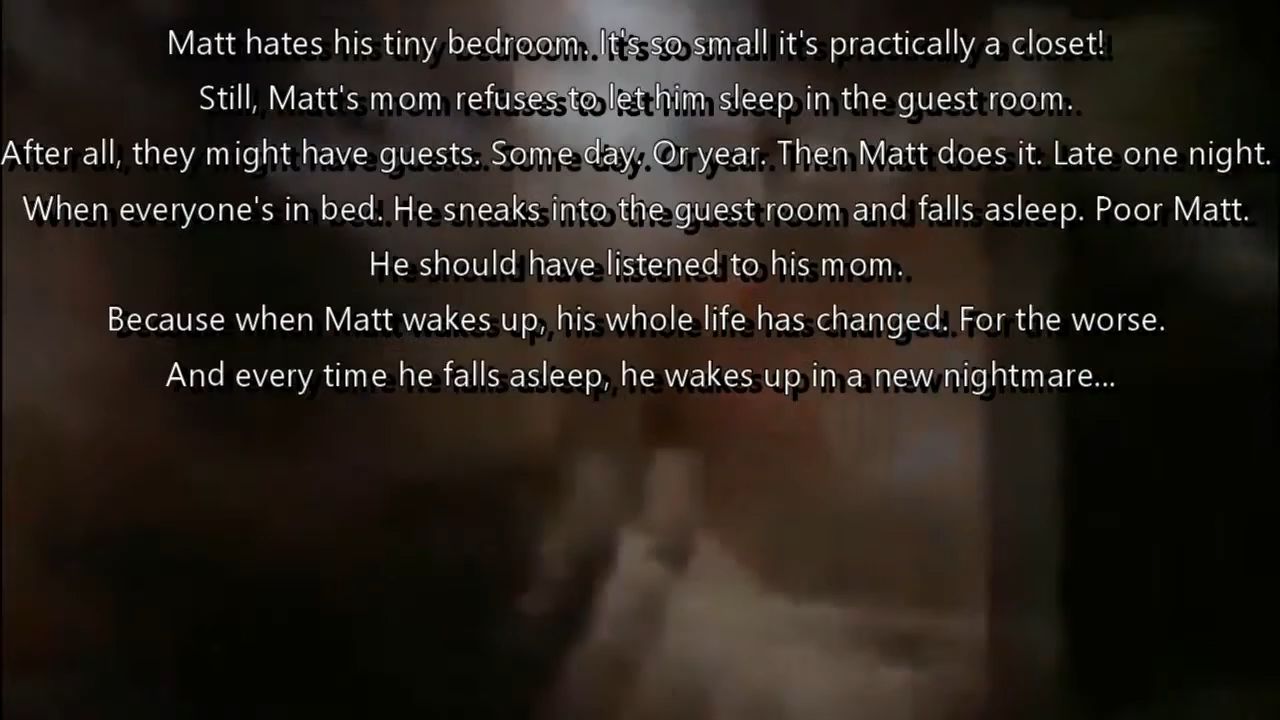 Matt hates his tiny bedroom. It's so small it's practically a closet!
Still, Matt's mom refuses to let him sleep in the guest room.
After all, they might have guests. Some day. Or year. Then Matt does it. Late one night.
When everyone's in bed. He sneaks into the guest room and falls asleep. Poor Matt.
He should have listened to his mom.
Because when Matt wakes up, his whole life has changed. For the worse.
And every time he falls asleep, he wakes up in a new nightmare...